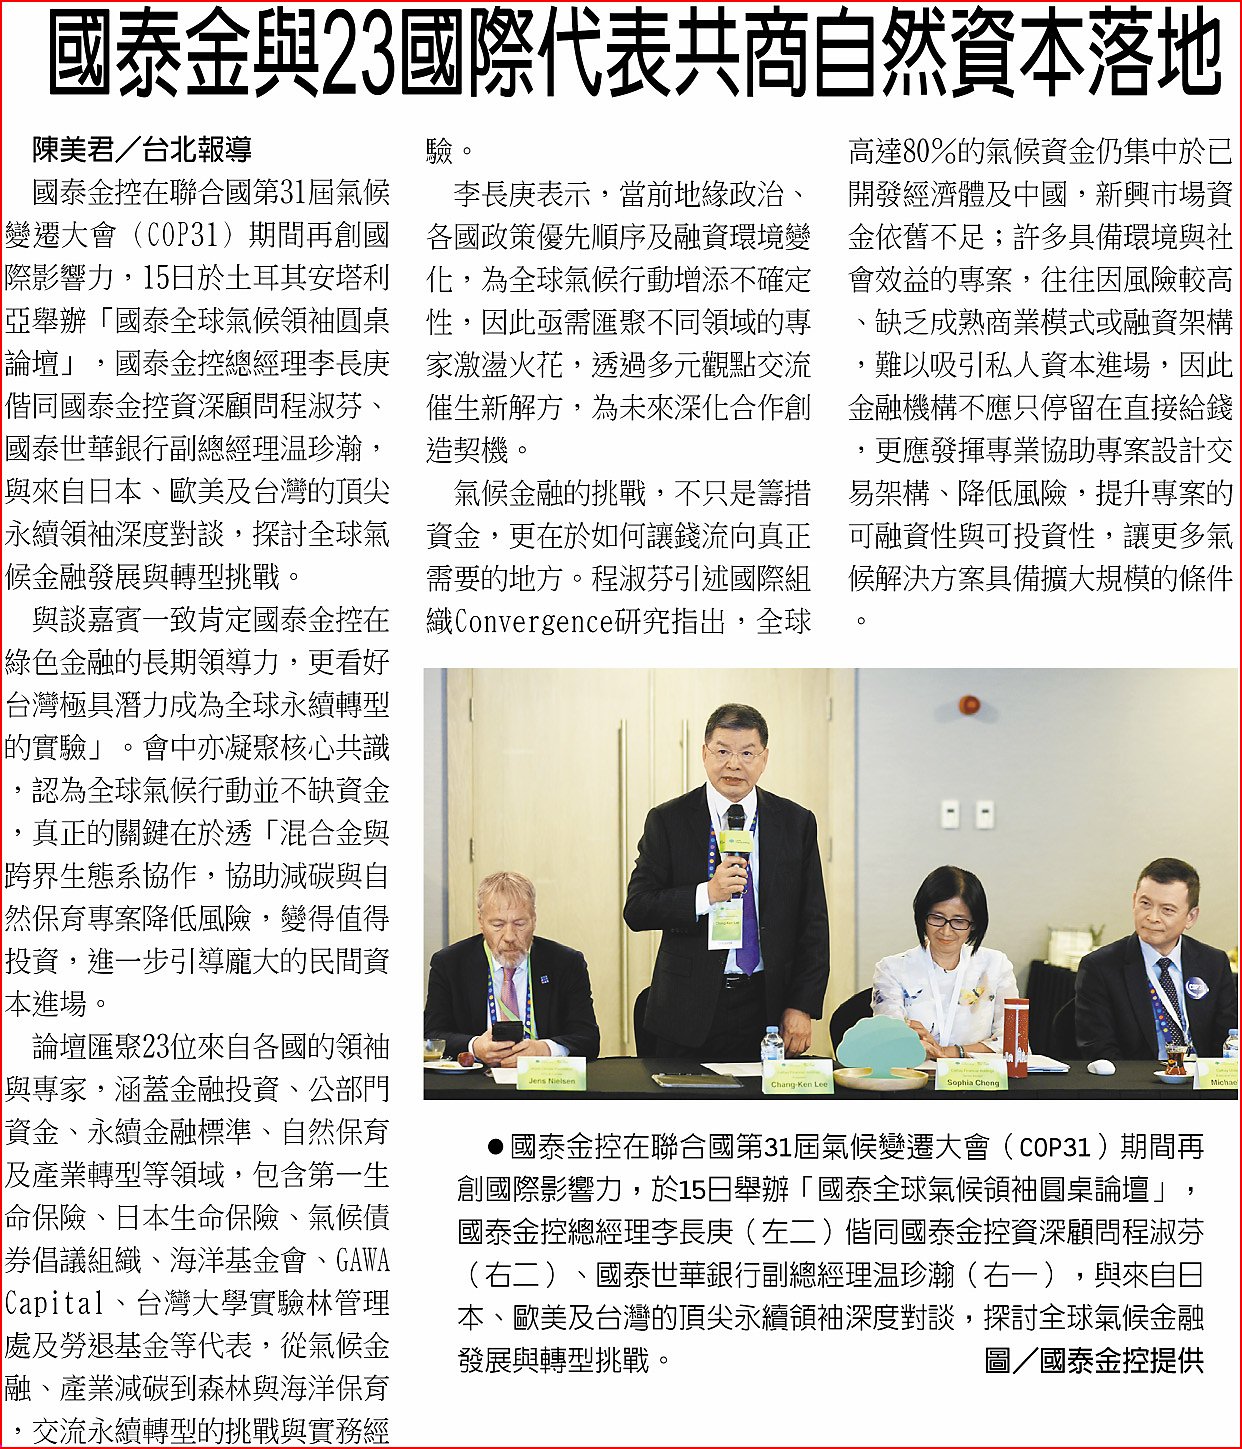 國泰金與23國際代表共商自然資本落地
陳美君／台北報導
國泰金控在聯合國第31屆氣候
變遷大會（COP31）期間再創國
際影響力，15日於土耳其安塔利
亞舉辦「國泰全球氣候領袖圓桌
論壇」，國泰金控總經理李長庚
偕同國泰金控資深顧問程淑芬、
國泰世華銀行副總經理温珍瀚，
與來自日本、歐美及台灣的頂尖
永續領袖深度對談，探討全球氣
候金融發展與轉型挑戰。
與談嘉賓一致肯定國泰金控在
綠色金融的長期領導力，更看好
台灣極具潛力成為全球永續轉型
的實驗」。會中亦凝聚核心共識
，認為全球氣候行動並不缺資金
，真正的關鍵在於透「混合金與
跨界生態系協作，協助減碳與自
然保育專案降低風險，變得值得
投資，進一步引導龐大的民間資
本進場。
論壇匯聚23位來自各國的領袖
與專家，涵蓋金融投資、公部門
資金、永續金融標準、自然保育
及產業轉型等領域，包含第一生
命保險、日本生命保險、氣候債
券倡議組織、海洋基金會、GAWA
Capital、台灣大學實驗林管理
處及勞退基金等代表，從氣候金
融、產業減碳到森林與海洋保育
，交流永續轉型的挑戰與實務經
驗。
李長庚表示，當前地緣政治、
各國政策優先順序及融資環境變
化，為全球氣候行動增添不確定
性，因此亟需匯聚不同領域的專
家激盪火花，透過多元觀點交流
催生新解方，為未來深化合作創
造契機。
氣候金融的挑戰，不只是籌措
資金，更在於如何讓錢流向真正
需要的地方。程淑芬引述國際組
織Convergence研究指出，全球
高達80%的氣候資金仍集中於已
開發經濟體及中國，新興市場資
金依舊不足；許多具備環境與社
會效益的專案，往往因風險較高
、缺乏成熟商業模式或融資架構
，難以吸引私人資本進場，因此
金融機構不應只停留在直接給錢
，更應發揮專業協助專案設計交
易架構、降低風險，提升專案的
可融資性與可投資性，讓更多氣
候解決方案具備擴大規模的條件
。
Jens Nielsen
Chang-Ken Lee
Sophia Cheng
Michael
●國泰金控在聯合國第31屆氣候變遷大會（COP31）期間再
創國際影響力，於15日舉辦「國泰全球氣候領袖圓桌論壇」，
國泰金控總經理李長庚（左二）偕同國泰金控資深顧問程淑芬
（右二）、國泰世華銀行副總經理温珍瀚（右一），與來自日
本、歐美及台灣的頂尖永續領袖深度對談，探討全球氣候金融
發展與轉型挑戰。
圖／國泰金控提供